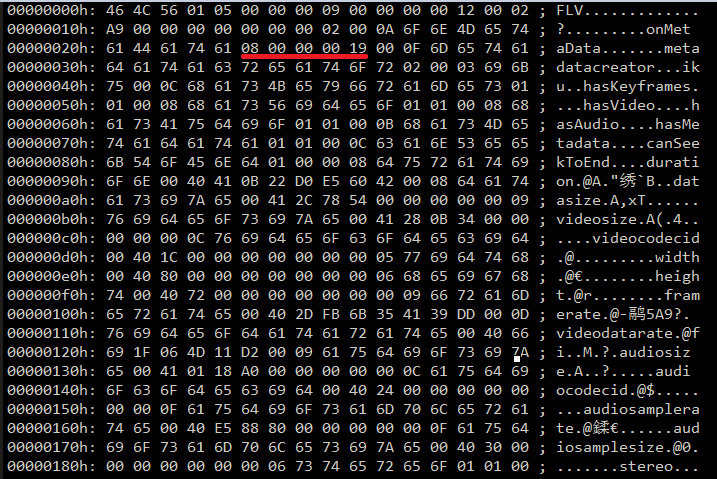 00000000h: 46 4C 56 01 05 00 00 00 09 00 00 00 00 12 00 02 ; FLV.............
00000010h: A9 00 00 00 00 00 00 00 02 00 0A 6F 6E 4D 65 74 ; ?.........onMet
00000020h: 61 44 61 74 61 08 00 00 00 19 00 0F 6D 65 74 61 ; aData.......meta
00000030h: 64 61 74 61 63 72 65 61 74 6F 72 02 00 03 69 6B ; datacreator...ik
00000040h: 75 00 0C 68 61 73 4B 65 79 66 72 61 6D 65 73 01 ; u..hasKeyframes.
00000050h: 01 00 08 68 61 73 56 69 64 65 6F 01 01 00 08 68 ; ...hasVideo....h
00000060h: 61 73 41 75 64 69 6F 01 01 00 0B 68 61 73 4D 65 ; asAudio....hasMe
00000070h: 74 61 64 61 74 61 01 01 00 0C 63 61 6E 53 65 65 ; tadata....canSee
00000080h: 6B 54 6F 45 6E 64 01 00 00 08 64 75 72 61 74 69 ; kToEnd....durati
00000090h: 6F 6E 00 40 41 0B 22 D0 E5 60 42 00 08 64 61 74 ; on.@A."绣`B..dat
000000a0h: 61 73 69 7A 65 00 41 2C 78 54 00 00 00 00 00 09 ; asize.A,xT......
000000b0h: 76 69 64 65 6F 73 69 7A 65 00 41 28 0B 34 00 00 ; videosize.A(.4..
000000c0h: 00 00 00 0C 76 69 64 65 6F 63 6F 64 65 63 69 64 ; ....videocodecid
000000d0h: 00 40 1C 00 00 00 00 00 00 00 05 77 69 64 74 68 ; .@.........width
000000e0h: 00 40 80 00 00 00 00 00 00 00 06 68 65 69 67 68 ; .@€........heigh
000000f0h: 74 00 40 72 00 00 00 00 00 00 00 09 66 72 61 6D ; t.@r........fram
00000100h: 65 72 61 74 65 00 40 2D FB 6B 35 41 39 DD 00 0D ; erate.@-鹝5A9?.
00000110h: 76 69 64 65 6F 64 61 74 61 72 61 74 65 00 40 66 ; videodatarate.@f
00000120h: 69 1F 06 4D 11 D2 00 09 61 75 64 69 6F 73 69 7A ; i..M.?.audiosiz
00000130h: 65 00 41 01 18 A0 00 00 00 00 00 0C 61 75 64 69 ; e.A..?.....audi
00000140h: 6F 63 6F 64 65 63 69 64 00 40 24 00 00 00 00 00 ; ocodecid.@$.....
00000150h: 00 00 0F 61 75 64 69 6F 73 61 6D 70 6C 65 72 61 ; ...audiosamplera
00000160h: 74 65 00 40 E5 88 80 00 00 00 00 00 0F 61 75 64 ; te.@鍒€......aud
00000170h: 69 6F 73 61 6D 70 6C 65 73 69 7A 65 00 40 30 00 ; iosamplesize.@0.
00000180h: 00 00 00 00 00 00 06 73 74 65 72 65 6F 01 01 00 ; .......stereo...